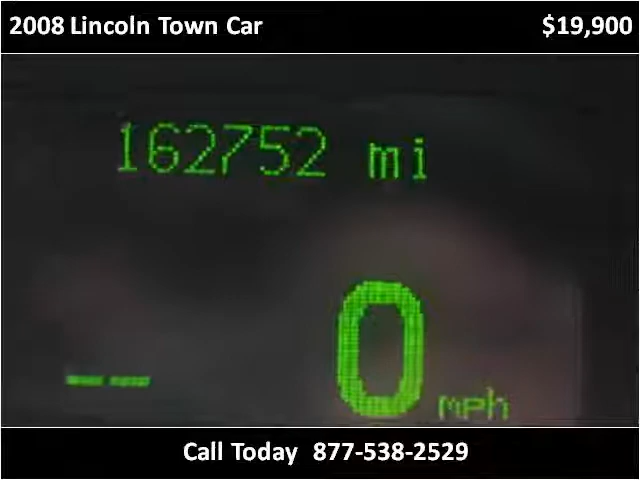 2008 Lincoln Town Car $19,900
162752 mi
0 mph
--
Call Today 877-538-2529